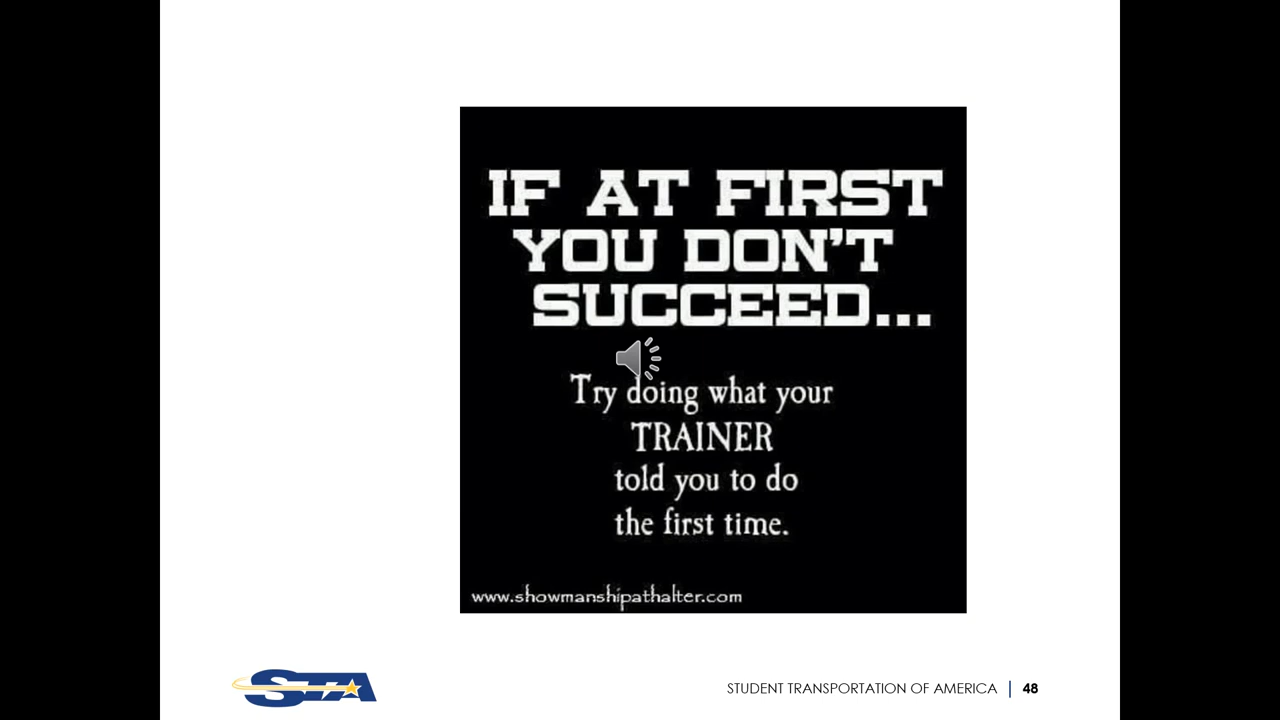 IF AT FIRST
YOU DON'T
SUCCEED...
Try doing what your
TRAINER
told you to do
the first time.
www.showmanshipathalter.com
STA
STUDENT TRANSPORTATION OF AMERICA | 48